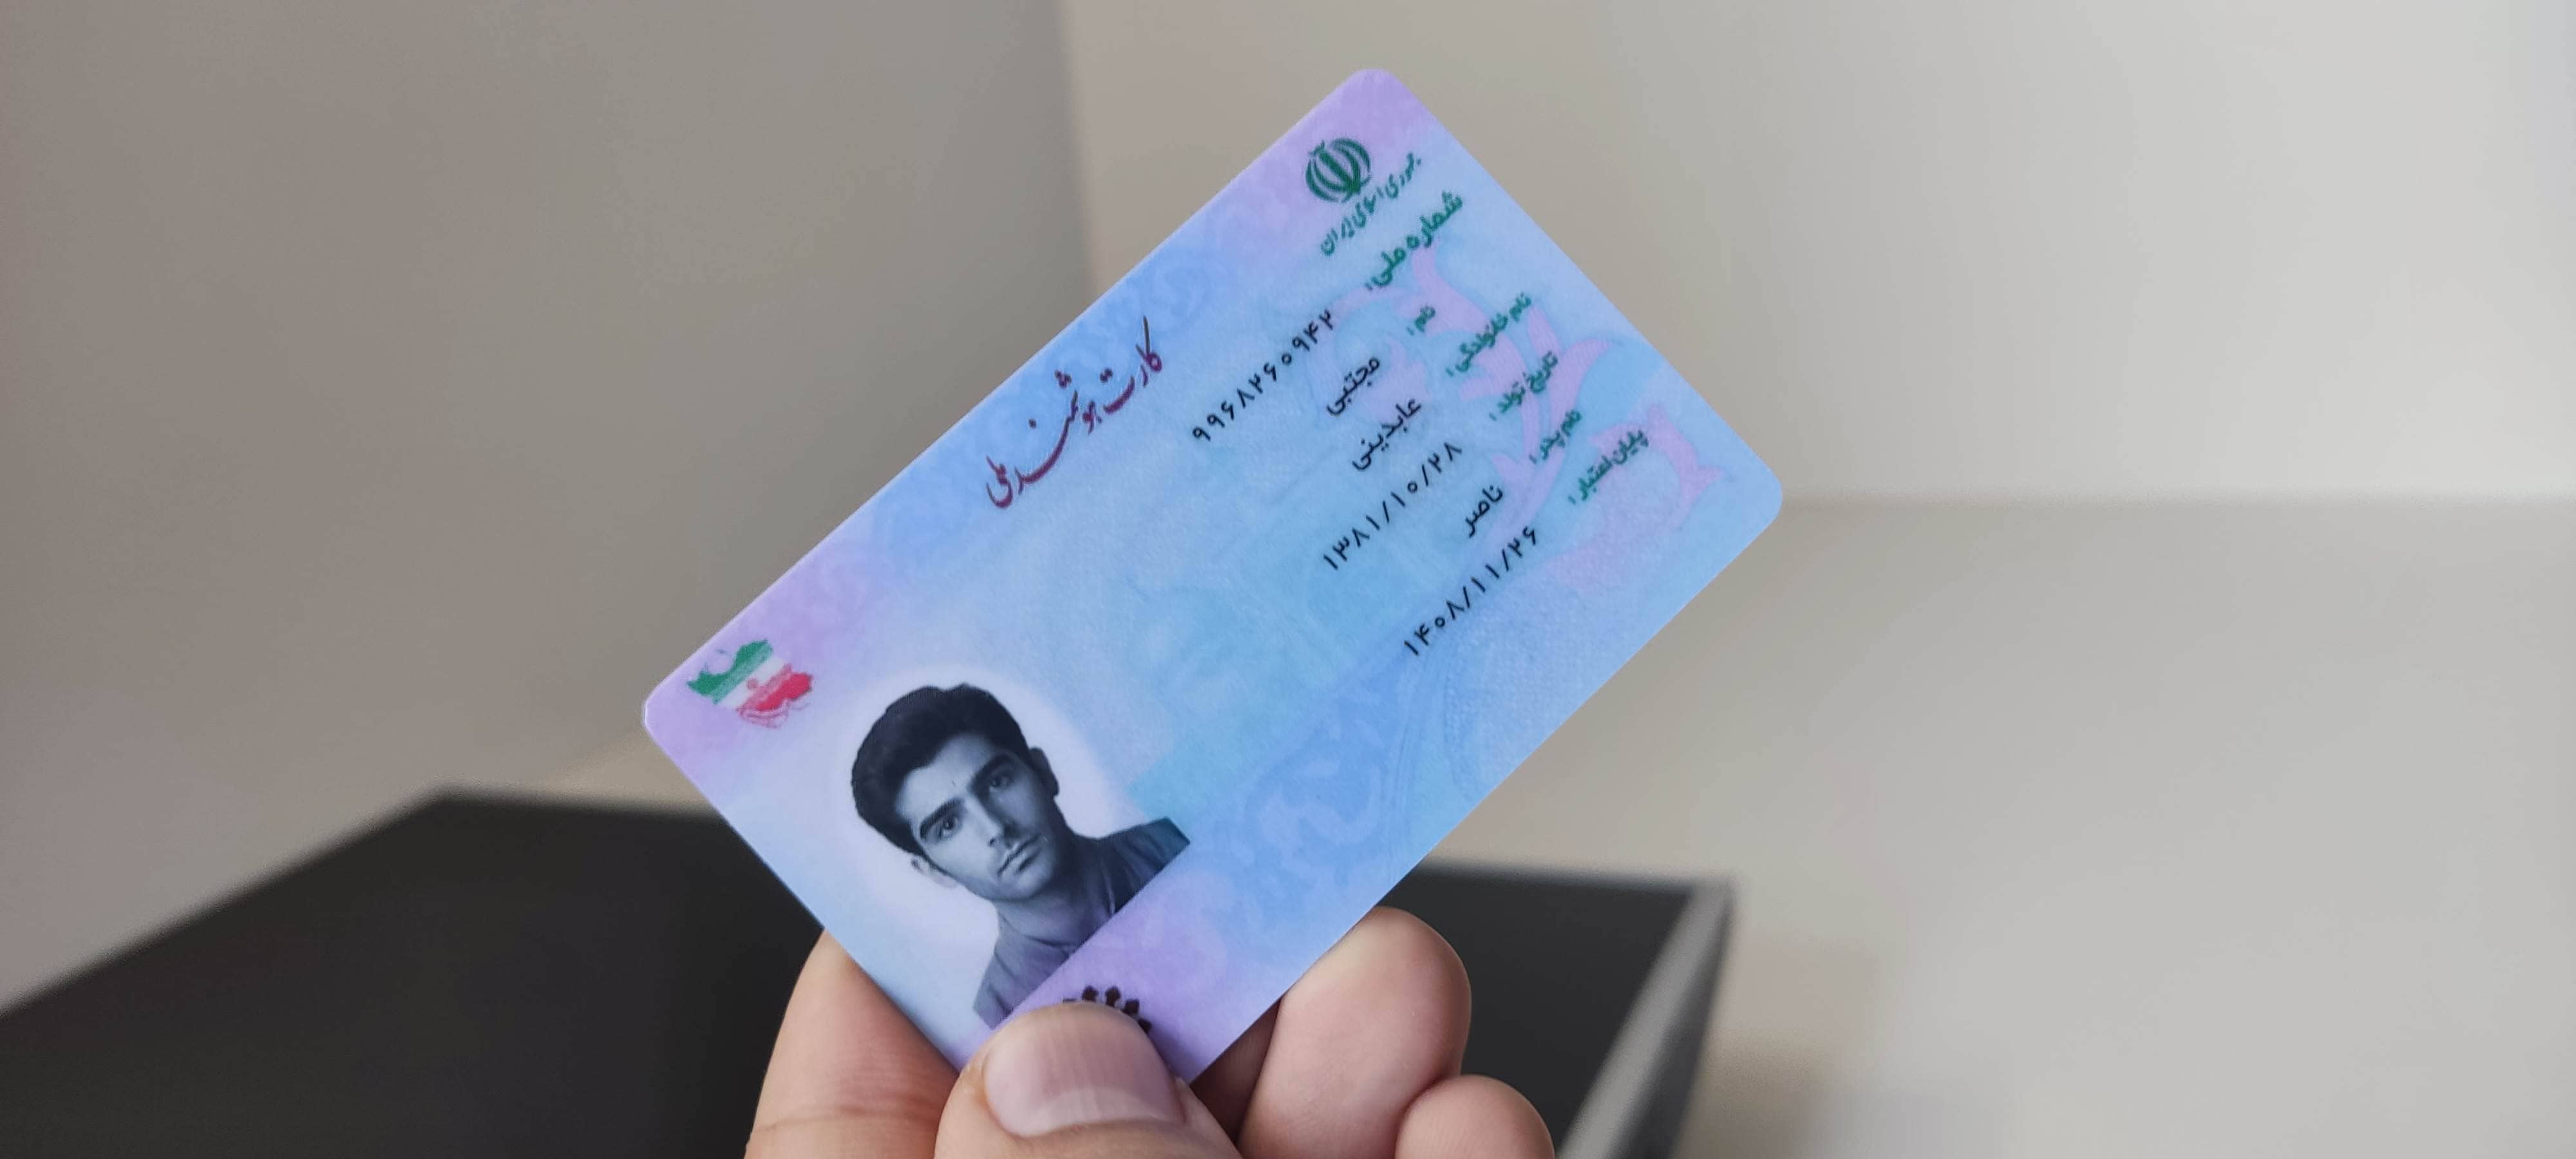 جمهوری اسلامی ایران
کارت هوشمند ملی
شماره ملی: ۹۹۶۸۲۶۰۹۴۲
نام: مجتبی
نام خانوادگی: عابدینی
تاریخ تولد: ۱۳۸۱/۱۰/۲۸
نام پدر: ناصر
پایان اعتبار: ۱۴۰۸/۱۱/۲۶